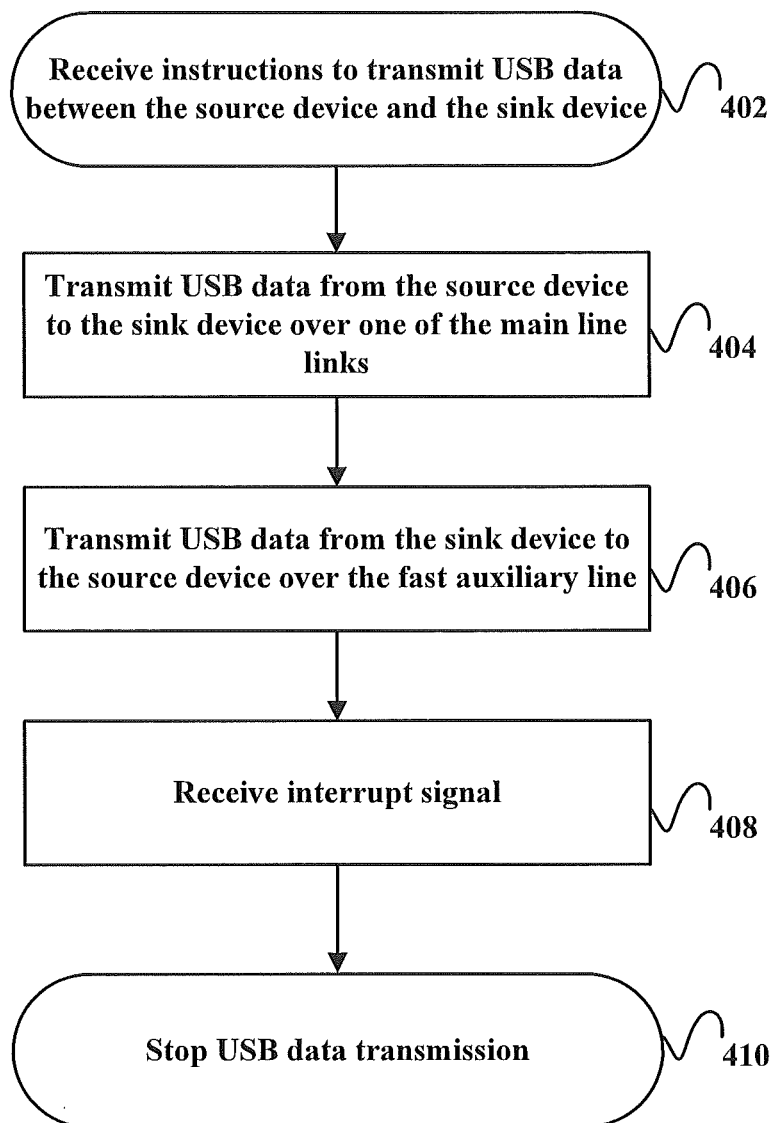 Receive instructions to transmit USB data
between the source device and the sink device
402
Transmit USB data from the source device
to the sink device over one of the main line
links
404
Transmit USB data from the sink device to
the source device over the fast auxiliary line
406
Receive interrupt signal
408
Stop USB data transmission
410